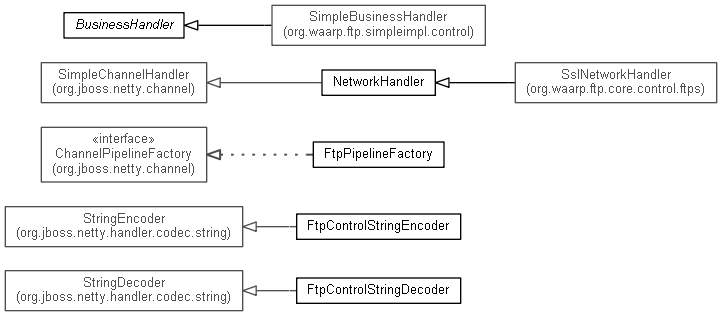 BusinessHandler
SimpleBusinessHandler
(org.waarp.ftp.simpleimpl.control)
SimpleChannelHandler
(org.jboss.netty.channel)
NetworkHandler
SslNetworkHandler
(org.waarp.ftp.core.control.ftps)
«interface»
ChannelPipelineFactory
(org.jboss.netty.channel)
FtpPipelineFactory
StringEncoder
(org.jboss.netty.handler.codec.string)
FtpControlStringEncoder
StringDecoder
(org.jboss.netty.handler.codec.string)
FtpControlStringDecoder